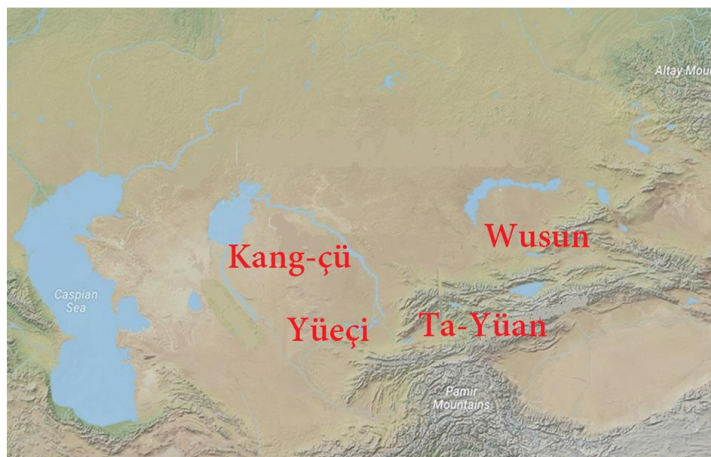 Altay Mou
Wusun
Kang-çü
Caspian
Sea
Yüeçi
Ta-Yüan
Pamir
Mountains